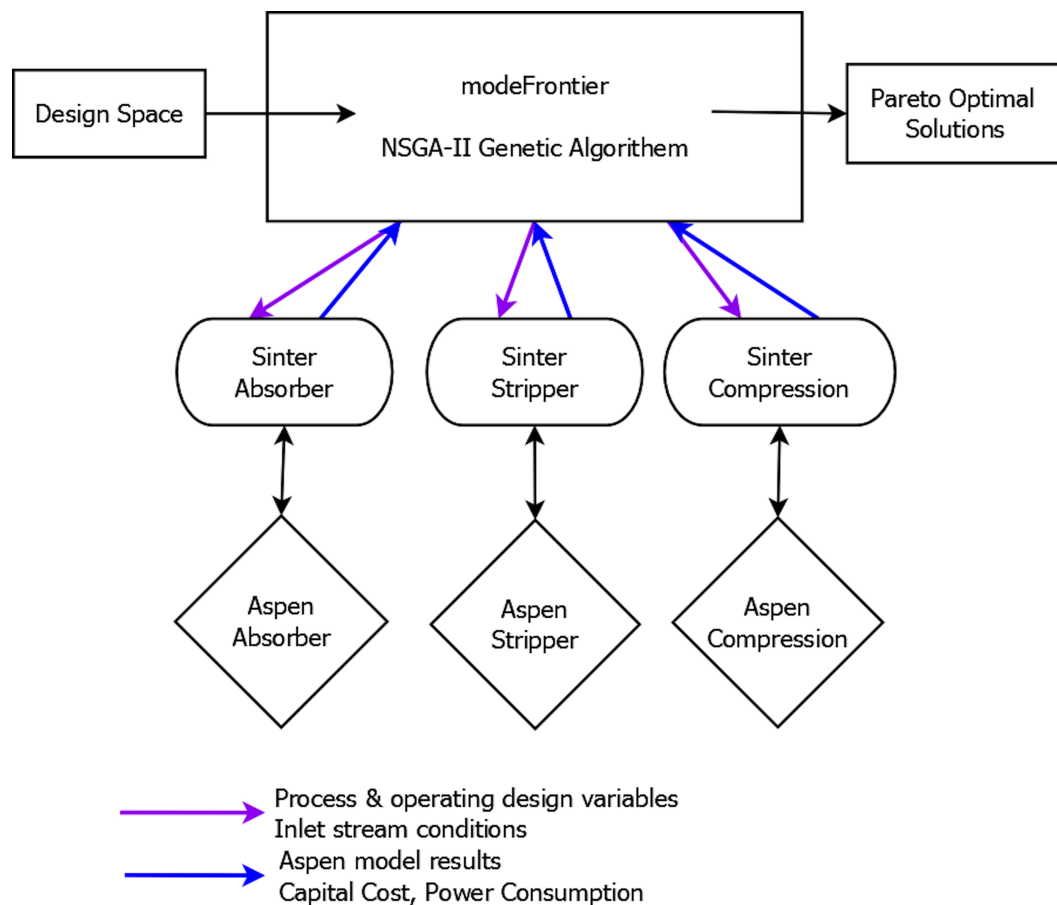 Design Space
modeFrontier
NSGA-II Genetic Algorithem
Pareto Optimal
Solutions
Sinter
Absorber
Sinter
Stripper
Sinter
Compression
Aspen
Absorber
Aspen
Stripper
Aspen
Compression
Process & operating design variables
Inlet stream conditions
Aspen model results
Capital Cost, Power Consumption